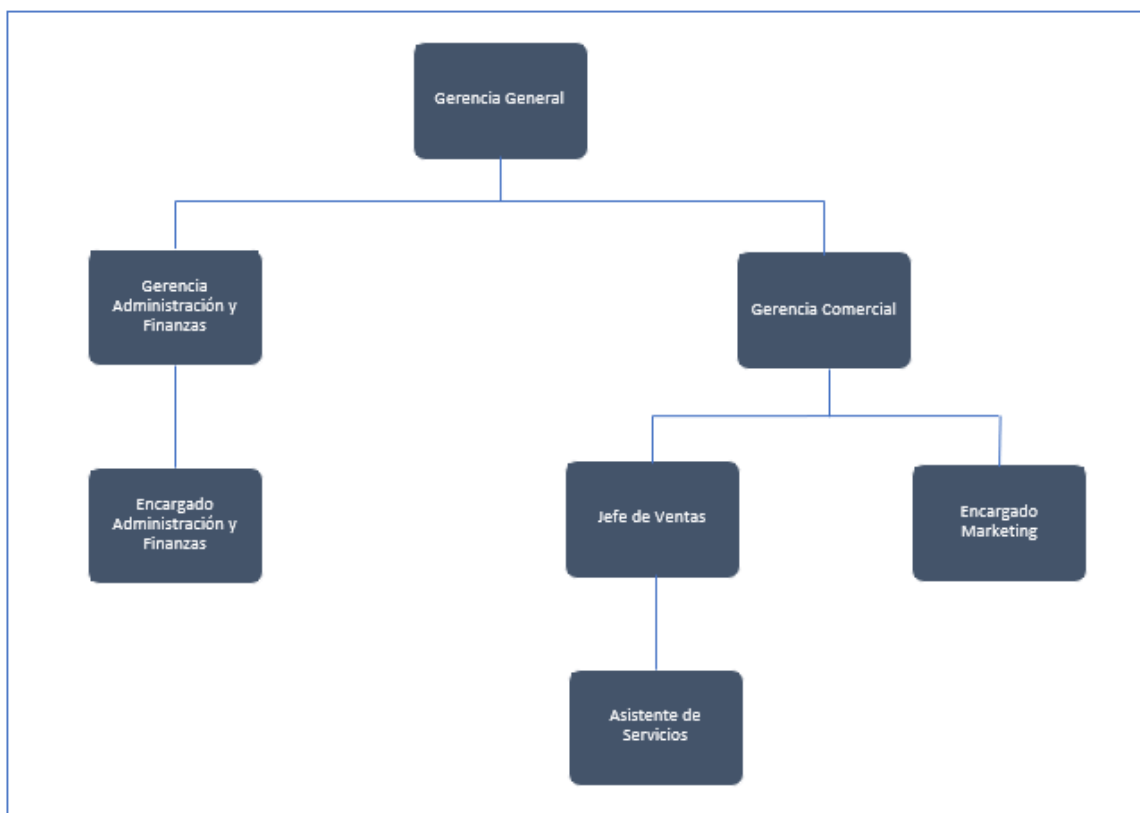 Gerencia General
Gerencia
Administración y
Finanzas
Gerencia Comercial
Encargado
Administración y
Finanzas
Jefe de Ventas
Encargado
Marketing
Asistente de
Servicios